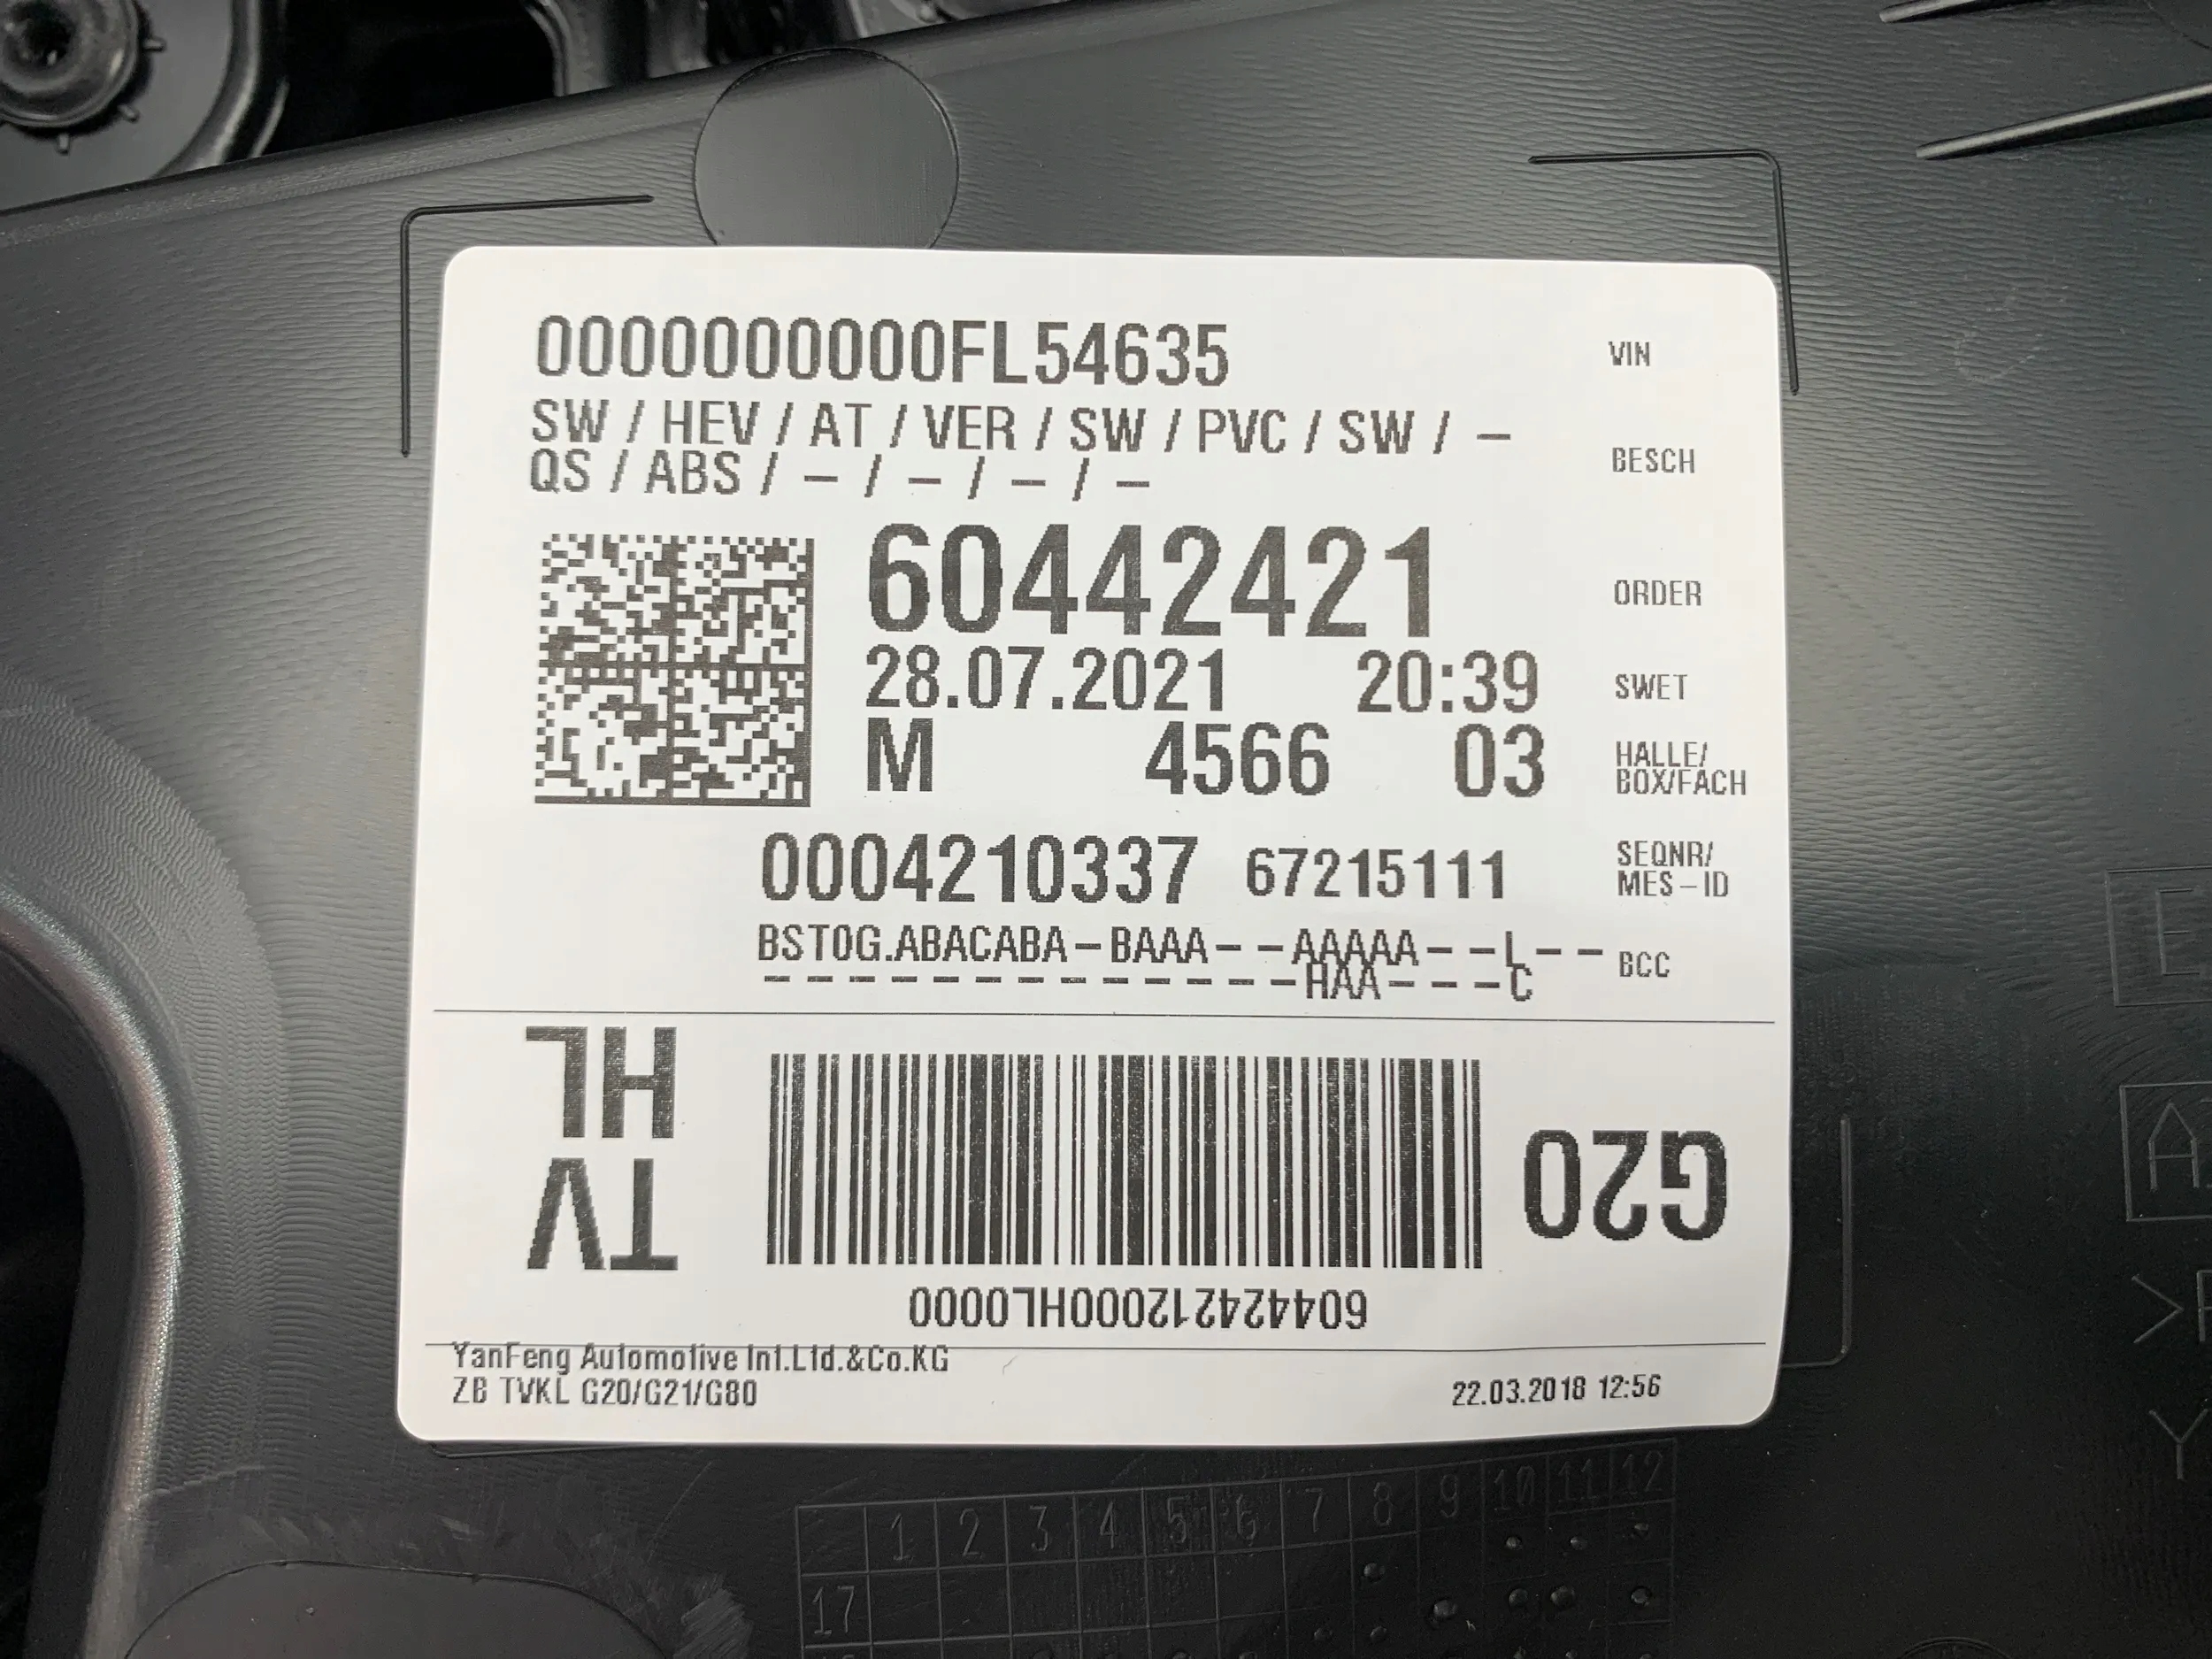 0000000000FL54635 VIN
SW / HEV / AT / VER / SW / PVC / SW / –
QS / ABS / – / – / – / – BESCH
60442421 ORDER
28.07.2021 20:39 SWET
M 4566 03 HALLE/
BOX/FACH
0004210337 67215111 SEQNR/
MES-ID
BST0G.ABACABA-BAAA--AAAAA--L--
-------------HAA---C BCC
TV
HL
G20
604424212000HL0000
YanFeng Automotive Int.Ltd.&Co.KG
ZB TVKL G20/G21/G80 22.03.2018 12:56
1 2 3 4 5 6 7 8 9 10 11 12
17
E
A
Y